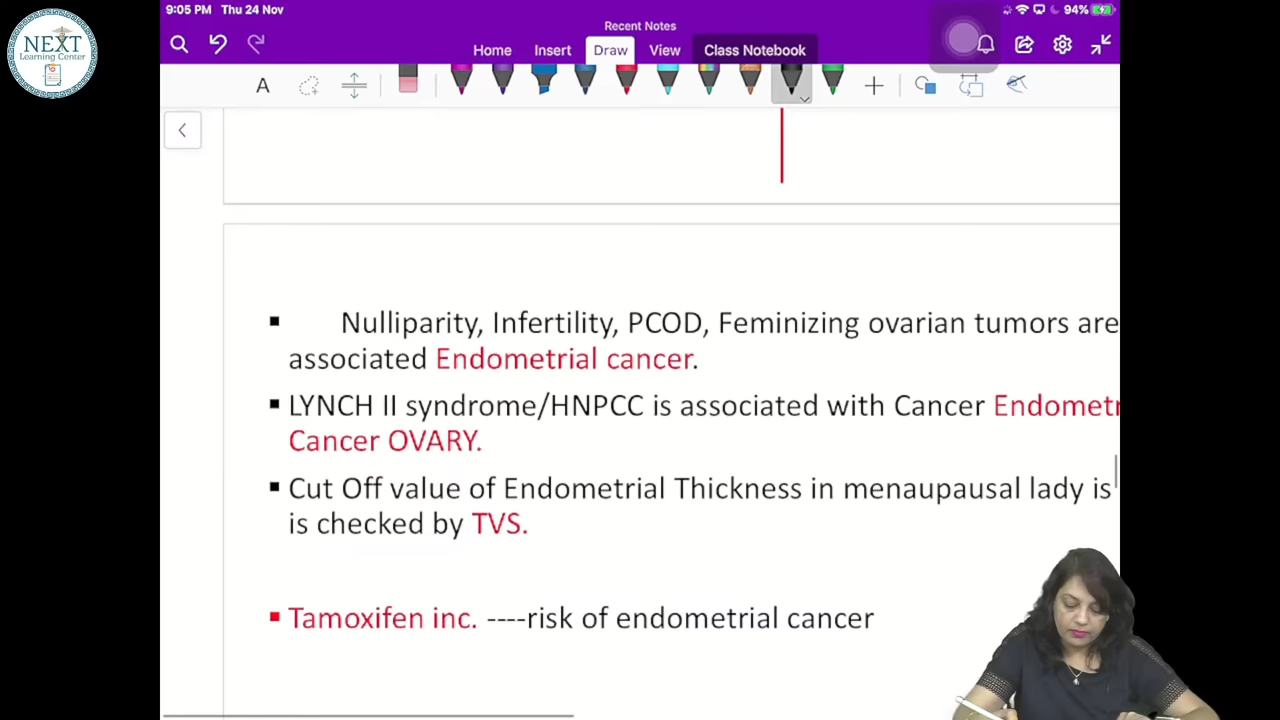 9:05 PM Thu 24 Nov
94%
NEXT
Learning Center
Recent Notes
Home Insert Draw View Class Notebook
A
▪ Nulliparity, Infertility, PCOD, Feminizing ovarian tumors are
associated Endometrial cancer.
▪ LYNCH II syndrome/HNPCC is associated with Cancer Endometr
Cancer OVARY.
▪ Cut Off value of Endometrial Thickness in menaupausal lady is
is checked by TVS.
▪ Tamoxifen inc. ----risk of endometrial cancer